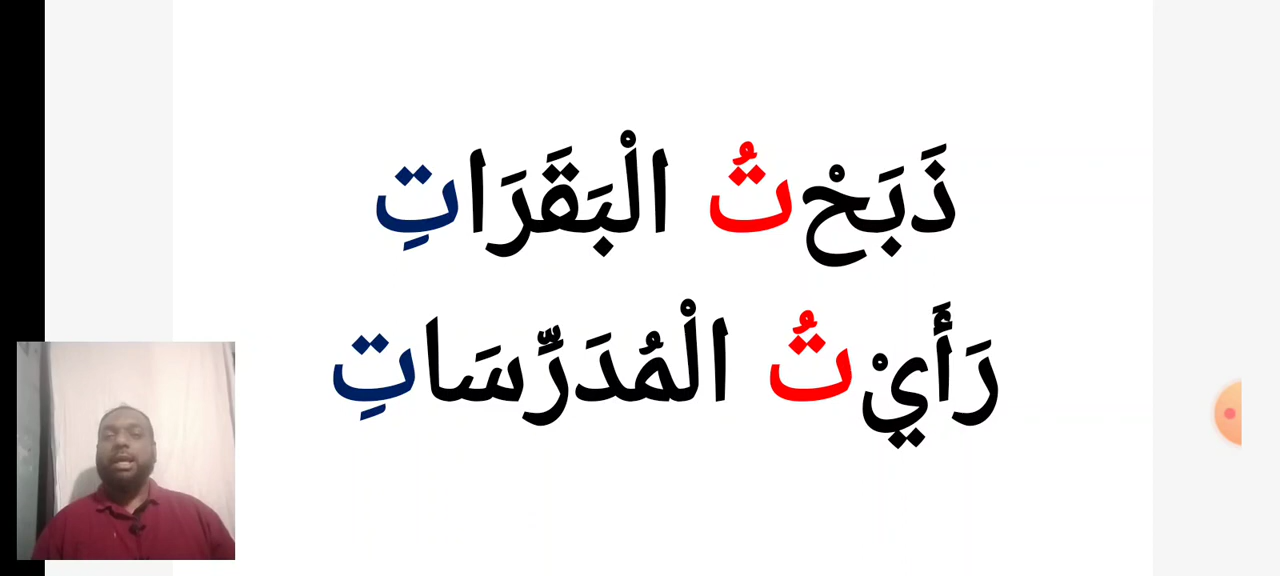 ذَبَحْتُ الْبَقَرَاتِ
رَأَيْتُ الْمُدَرِّسَاتِ